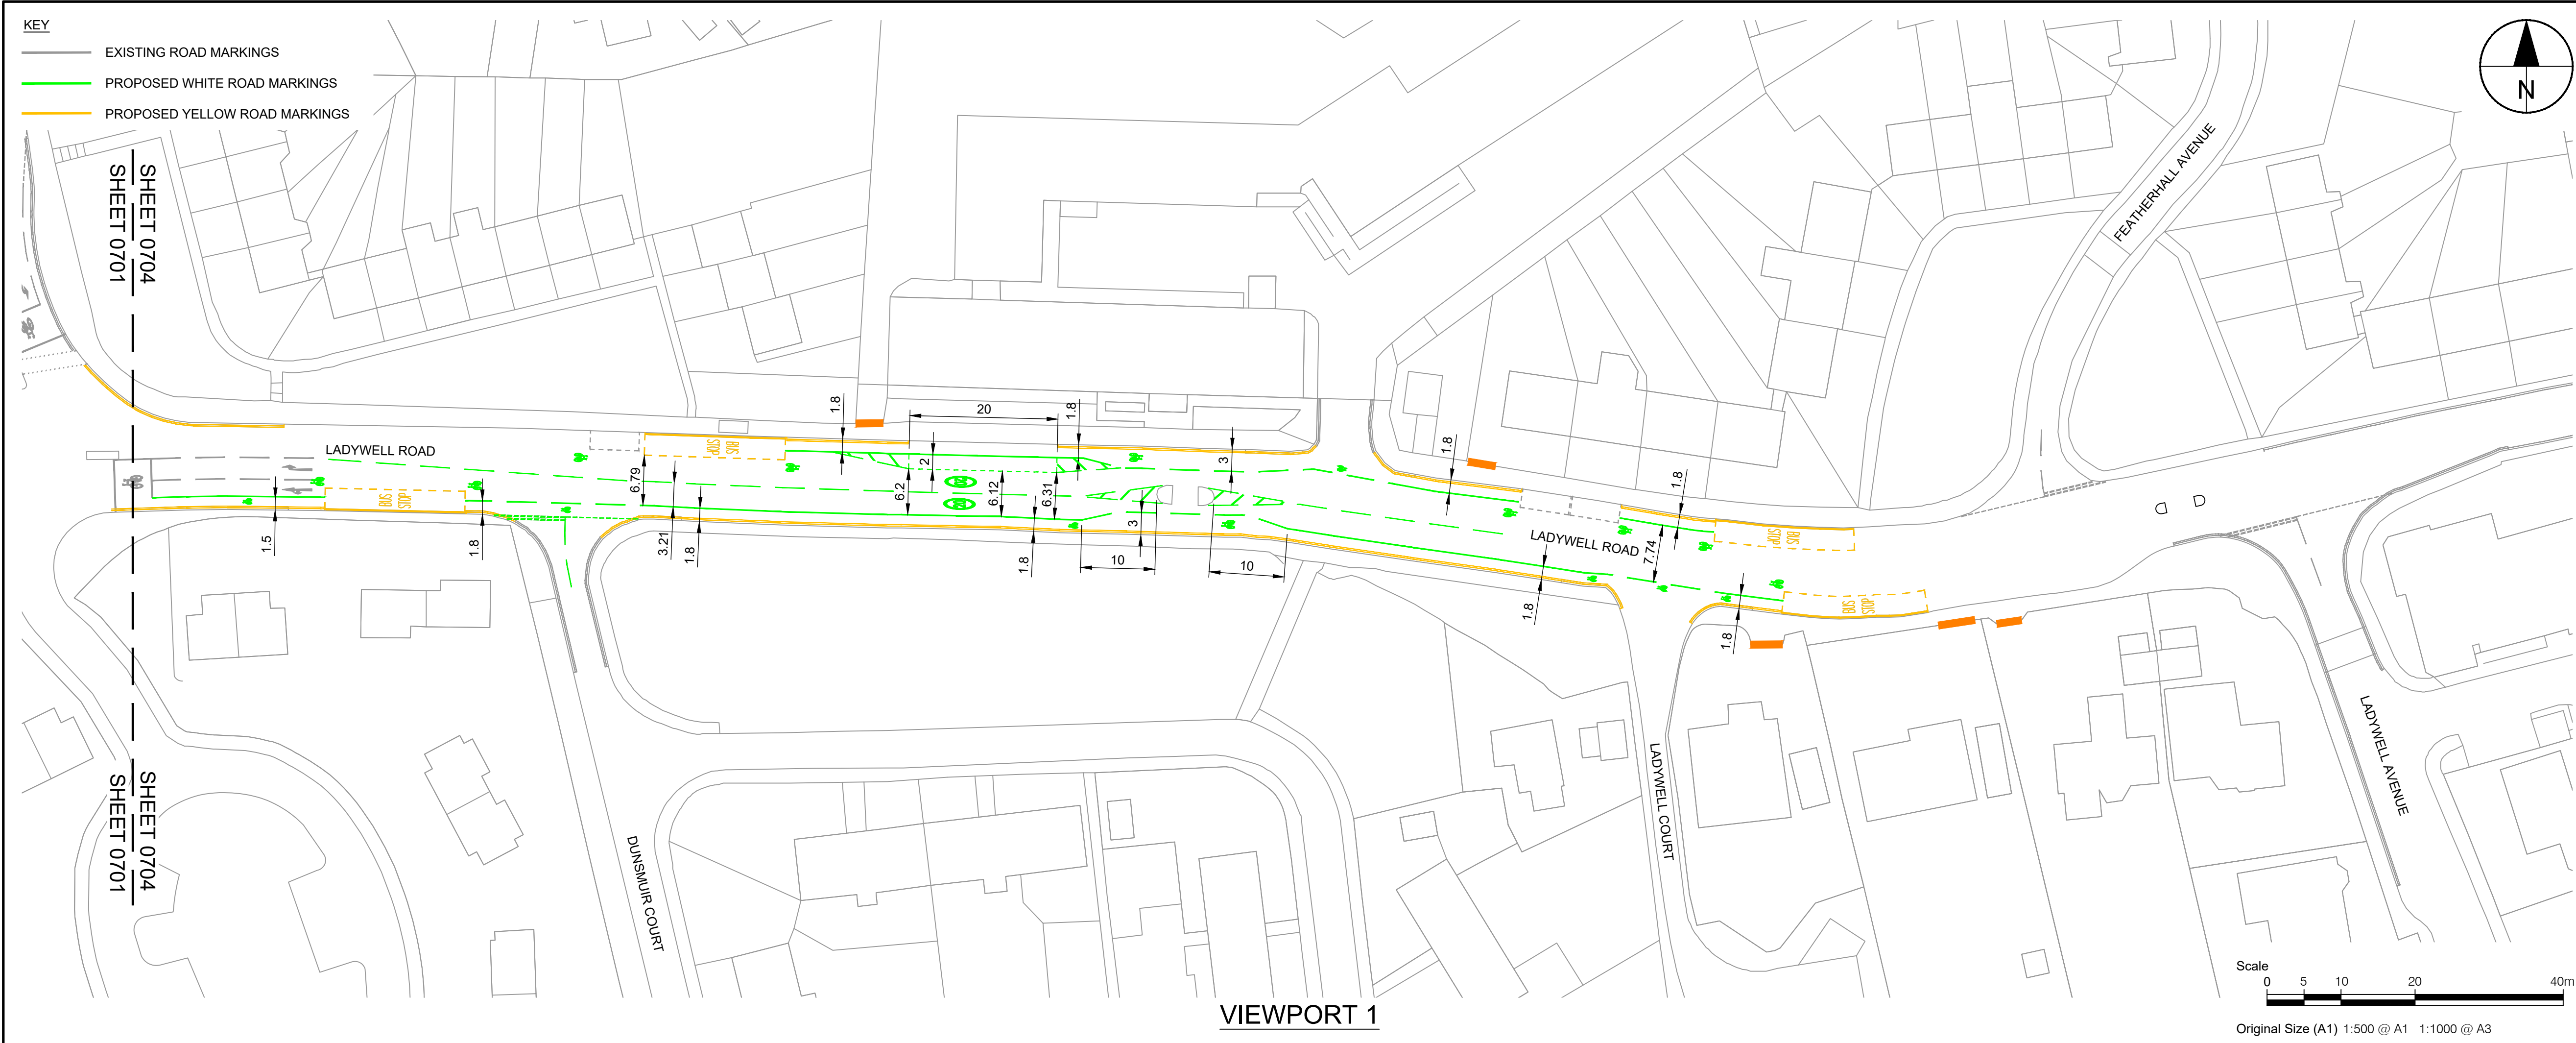 KEY
EXISTING ROAD MARKINGS
PROPOSED WHITE ROAD MARKINGS
PROPOSED YELLOW ROAD MARKINGS
N
SHEET 0704
SHEET 0701
FEATHERHALL AVENUE
LADYWELL ROAD
BUS
STOP
1.8
20
1.8
2
3
6.79
6.2
6.12
6.31
20
20
BUS
STOP
1.5
1.8
3.21
1.8
1.8
3
10
10
1.8
1.8
LADYWELL ROAD
7.74
BUS
STOP
1.8
1.8
BUS
STOP
DUNSMUIR COURT
LADYWELL COURT
LADYWELL AVENUE
SHEET 0704
SHEET 0701
VIEWPORT 1
Scale
0 5 10 20 40m
Original Size (A1) 1:500 @ A1 1:1000 @ A3